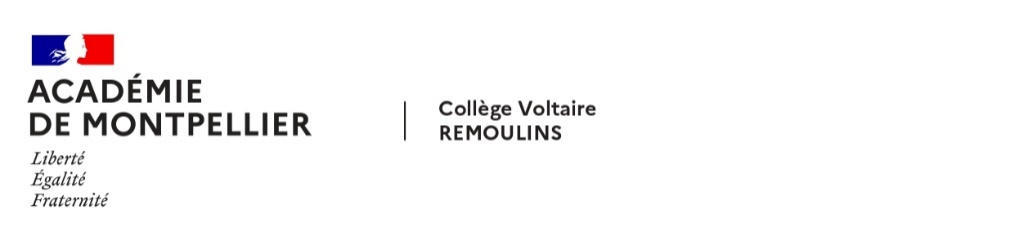 ACADÉMIE
DE MONTPELLIER
Liberté
Égalité
Fraternité
Collège Voltaire
REMOULINS